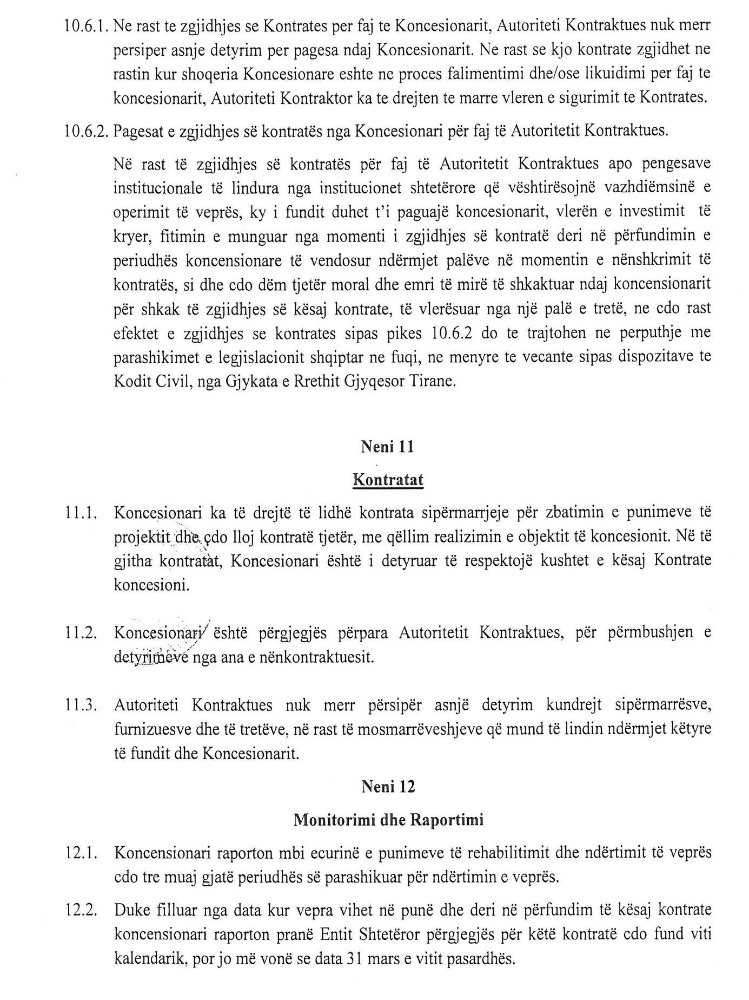 10.6.1. Ne rast te zgjidhjes se Kontrates per faj te Koncesionarit, Autoriteti Kontraktues nuk merr
persiper asnje detyrim per pagesa ndaj Koncesionarit. Ne rast se kjo kontrate zgjidhet ne
rastin kur shoqeria Koncesionare eshte ne proces falimentimi dhe/ose likuidimi per faj te
koncesionarit, Autoriteti Kontraktor ka te drejten te marre vleren e sigurimit te Kontrates.
10.6.2. Pagesat e zgjidhjes së kontratës nga Koncesionari për faj të Autoritetit Kontraktues.
Në rast të zgjidhjes së kontratës për faj të Autoritetit Kontraktues apo pengesave
institucionale të lindura nga institucionet shtetërore që vështirësojnë vazhdiëmsinë e
operimit të veprës, ky i fundit duhet t’i paguajë koncesionarit, vlerën e investimit të
kryer, fitimin e munguar nga momenti i zgjidhjes së kontratë deri në përfundimin e
periudhës koncensionare të vendosur ndërmjet palëve në momentin e nënshkrimit të
kontratës, si dhe cdo dëm tjetër moral dhe emri të mirë të shkaktuar ndaj koncensionarit
për shkak të zgjidhjes së kësaj kontrate, të vlerësuar nga një palë e tretë, ne cdo rast
efektet e zgjidhjes se kontrates sipas pikes 10.6.2 do te trajtohen ne perputhje me
parashikimet e legjislacionit shqiptar ne fuqi, ne menyre te vecante sipas dispozitave te
Kodit Civil, nga Gjykata e Rrethit Gjyqesor Tirane.
Neni 11
Kontratat
11.1. Koncesionari ka të drejtë të lidhë kontrata sipërmarrjeje për zbatimin e punimeve të
projektit dhe çdo lloj kontratë tjetër, me qëllim realizimin e objektit të koncesionit. Në të
gjitha kontratat, Koncesionari është i detyruar të respektojë kushtet e kësaj Kontrate
koncesioni.
11.2. Koncesionari është përgjegjës përpara Autoritetit Kontraktues, për përmbushjen e
detyrimeve nga ana e nënkontraktuesit.
11.3. Autoriteti Kontraktues nuk merr përsipër asnjë detyrim kundrejt sipërmarrësve,
furnizuesve dhe të tretëve, në rast të mosmarrëveshjeve që mund të lindin ndërmjet këtyre
të fundit dhe Koncesionarit.
Neni 12
Monitorimi dhe Raportimi
12.1. Koncensionari raporton mbi ecurinë e punimeve të rehabilitimit dhe ndërtimit të veprës
cdo tre muaj gjatë periudhës së parashikuar për ndërtimin e veprës.
12.2. Duke filluar nga data kur vepra vihet në punë dhe deri në përfundim të kësaj kontrate
koncensionari raporton pranë Entit Shtetëror përgjegjës për këtë kontratë cdo fund viti
kalendarik, por jo më vonë se data 31 mars e vitit pasardhës.